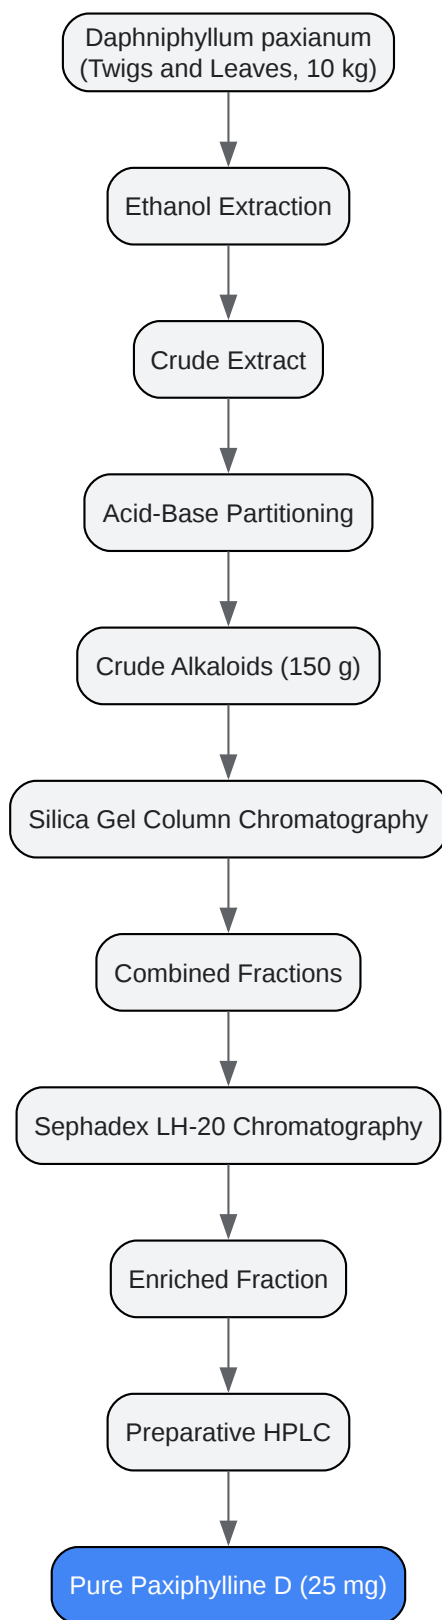 Daphniphyllum paxianum
(Twigs and Leaves, 10 kg)
Ethanol Extraction
Crude Extract
Acid-Base Partitioning
Crude Alkaloids (150 g)
Silica Gel Column Chromatography
Combined Fractions
Sephadex LH-20 Chromatography
Enriched Fraction
Preparative HPLC
Pure Paxiphylline D (25 mg)